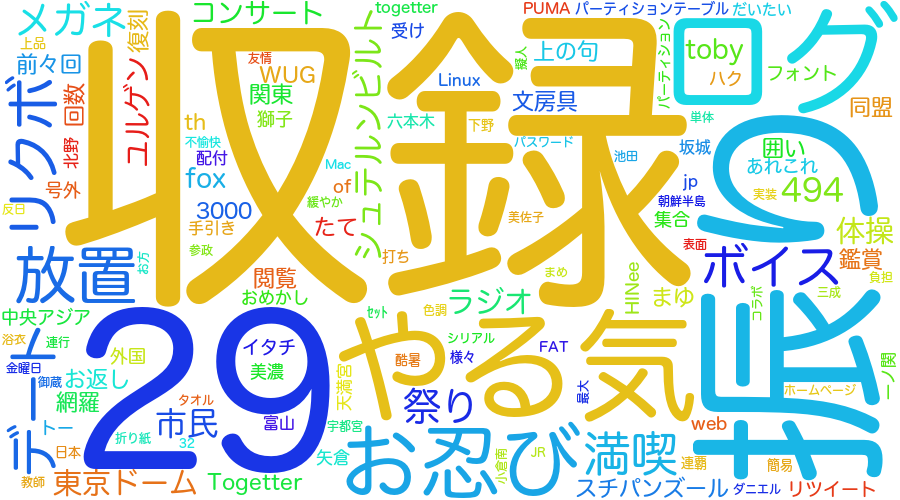 メガネ
上品
前々回
復刻
コンサート
友情
togetter
受け
PUMA
パーティションテーブル
だいたい
上の句
toby
ログ
ハク
フォント
同盟
パーティション
擬人
Linux
文房具
WUG
関東
獅子
六本木
下野
パスワード
単体
坂城
囲い
あれこれ
リクボ
回数
ユルゲン
北野
号外
th
不愉快
配付
fox
Mac
of
緩やか
シュテルンビルト
収録
池田
jp
朝鮮半島
494
実装
振り
反日
3000
手引き
たて
参政
打ち
美佐子
集合
表面
体操
鑑賞
負担
放置
お方
閲覧
おめかし
ラジオ
まめ
HINee
まゆ
ボイス
コラボ
三成
中央アジア
ｾｯﾄ
色調
浴衣
連行
外国
29
イタチ
美濃
やる気
シリアル
様々
FAT
酷暑
最大
一ノ関
金曜日
御蔵
お返し
デート
網羅
トー
タオル
市民
富山
天満宮
宇都宮
祭り
ホームページ
web
折り紙
32
日本
教師
東京ドーム
Togetter
矢倉
お忍び
小倉南
JR
満喫
連覇
簡易
スチパンズール
ダニエル
リツイート